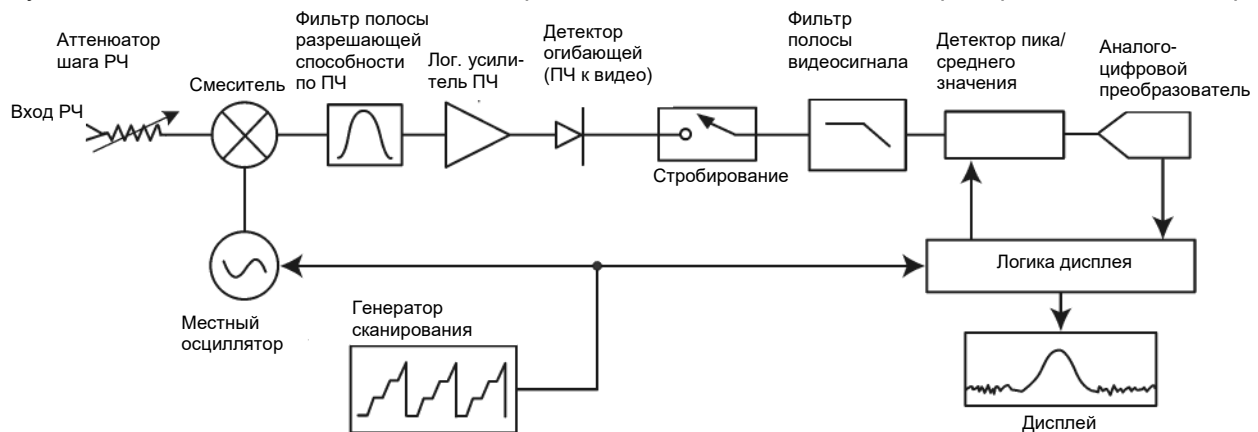 Вход РЧ
Аттенюатор
шага РЧ
Смеситель
Фильтр полосы
разрешающей
способности
по ПЧ
Лог. усили-
тель ПЧ
Детектор
огибающей
(ПЧ к видео)
Стробирование
Фильтр
полосы
видеосигнала
Детектор пика/
среднего
значения
Аналого-
цифровой
преобразователь
Местный
осциллятор
Генератор
сканирования
Логика дисплея
Дисплей